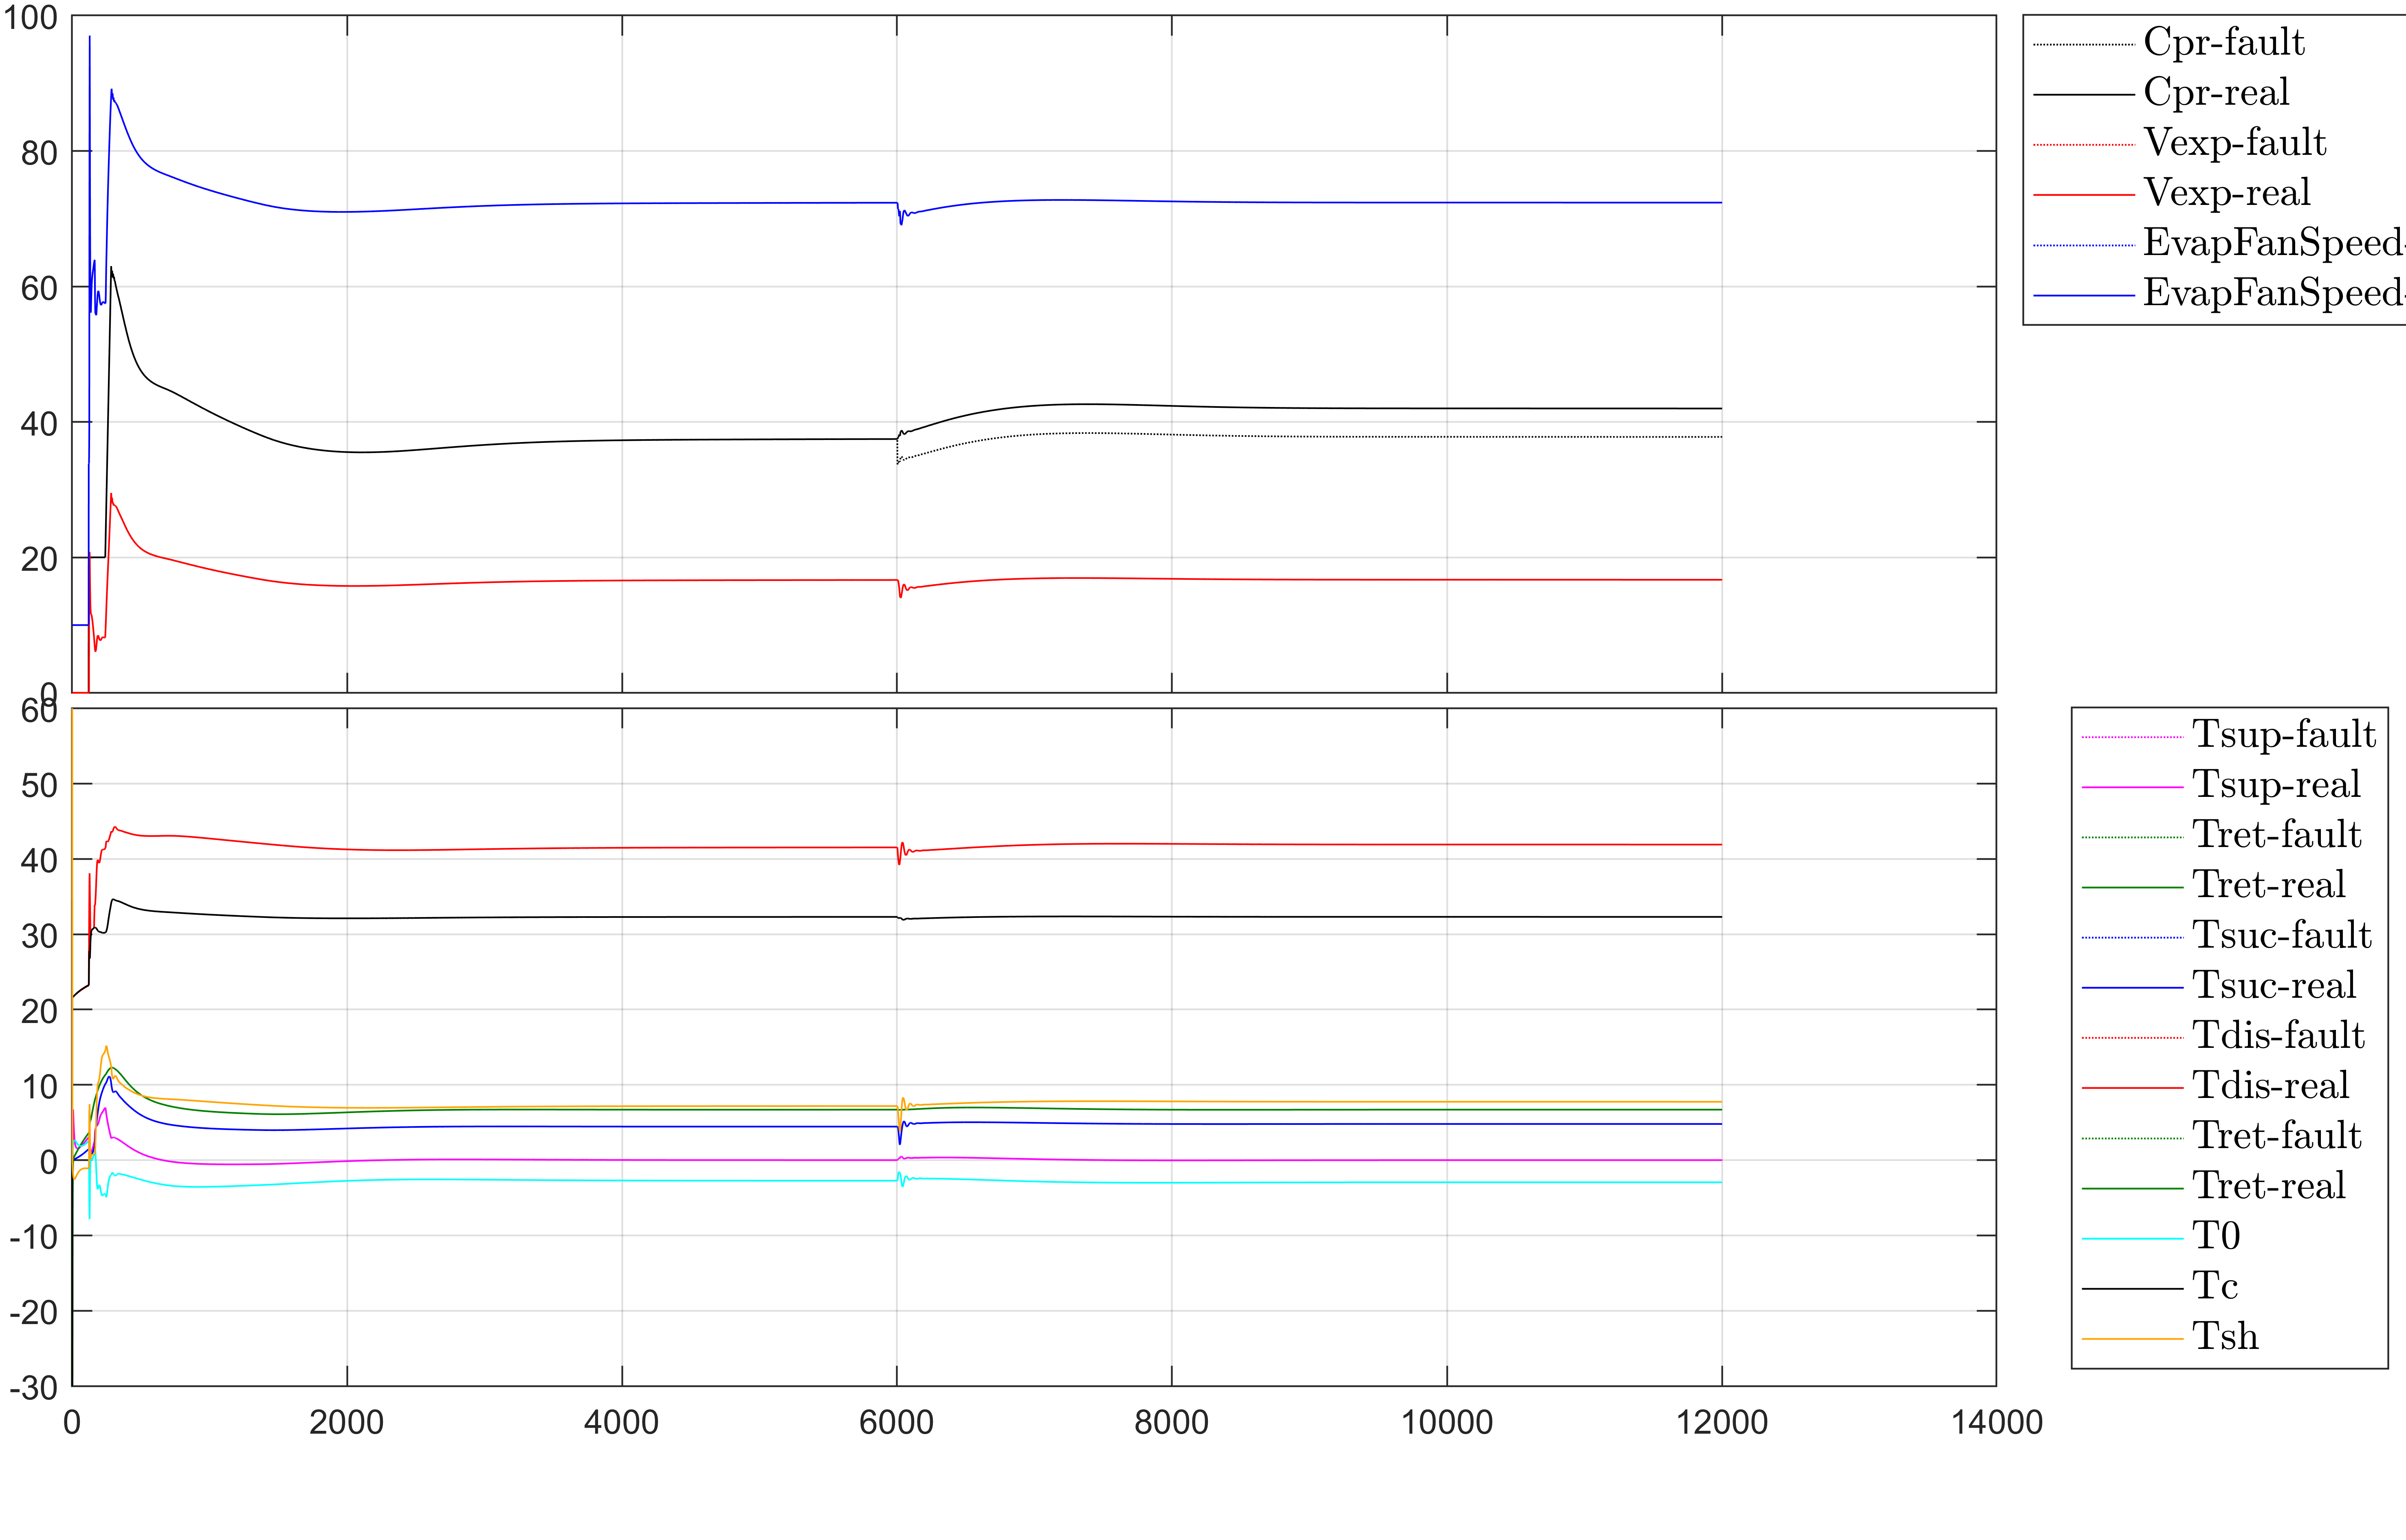 100
80
60
40
20
0
Cpr-fault
Cpr-real
Vexp-fault
Vexp-real
EvapFanSpeed-
EvapFanSpeed-
60
50
40
30
20
10
0
-10
-20
-30
0 2000 4000 6000 8000 10000 12000 14000
Tsup-fault
Tsup-real
Tret-fault
Tret-real
Tsuc-fault
Tsuc-real
Tdis-fault
Tdis-real
Tret-fault
Tret-real
T0
Tc
Tsh